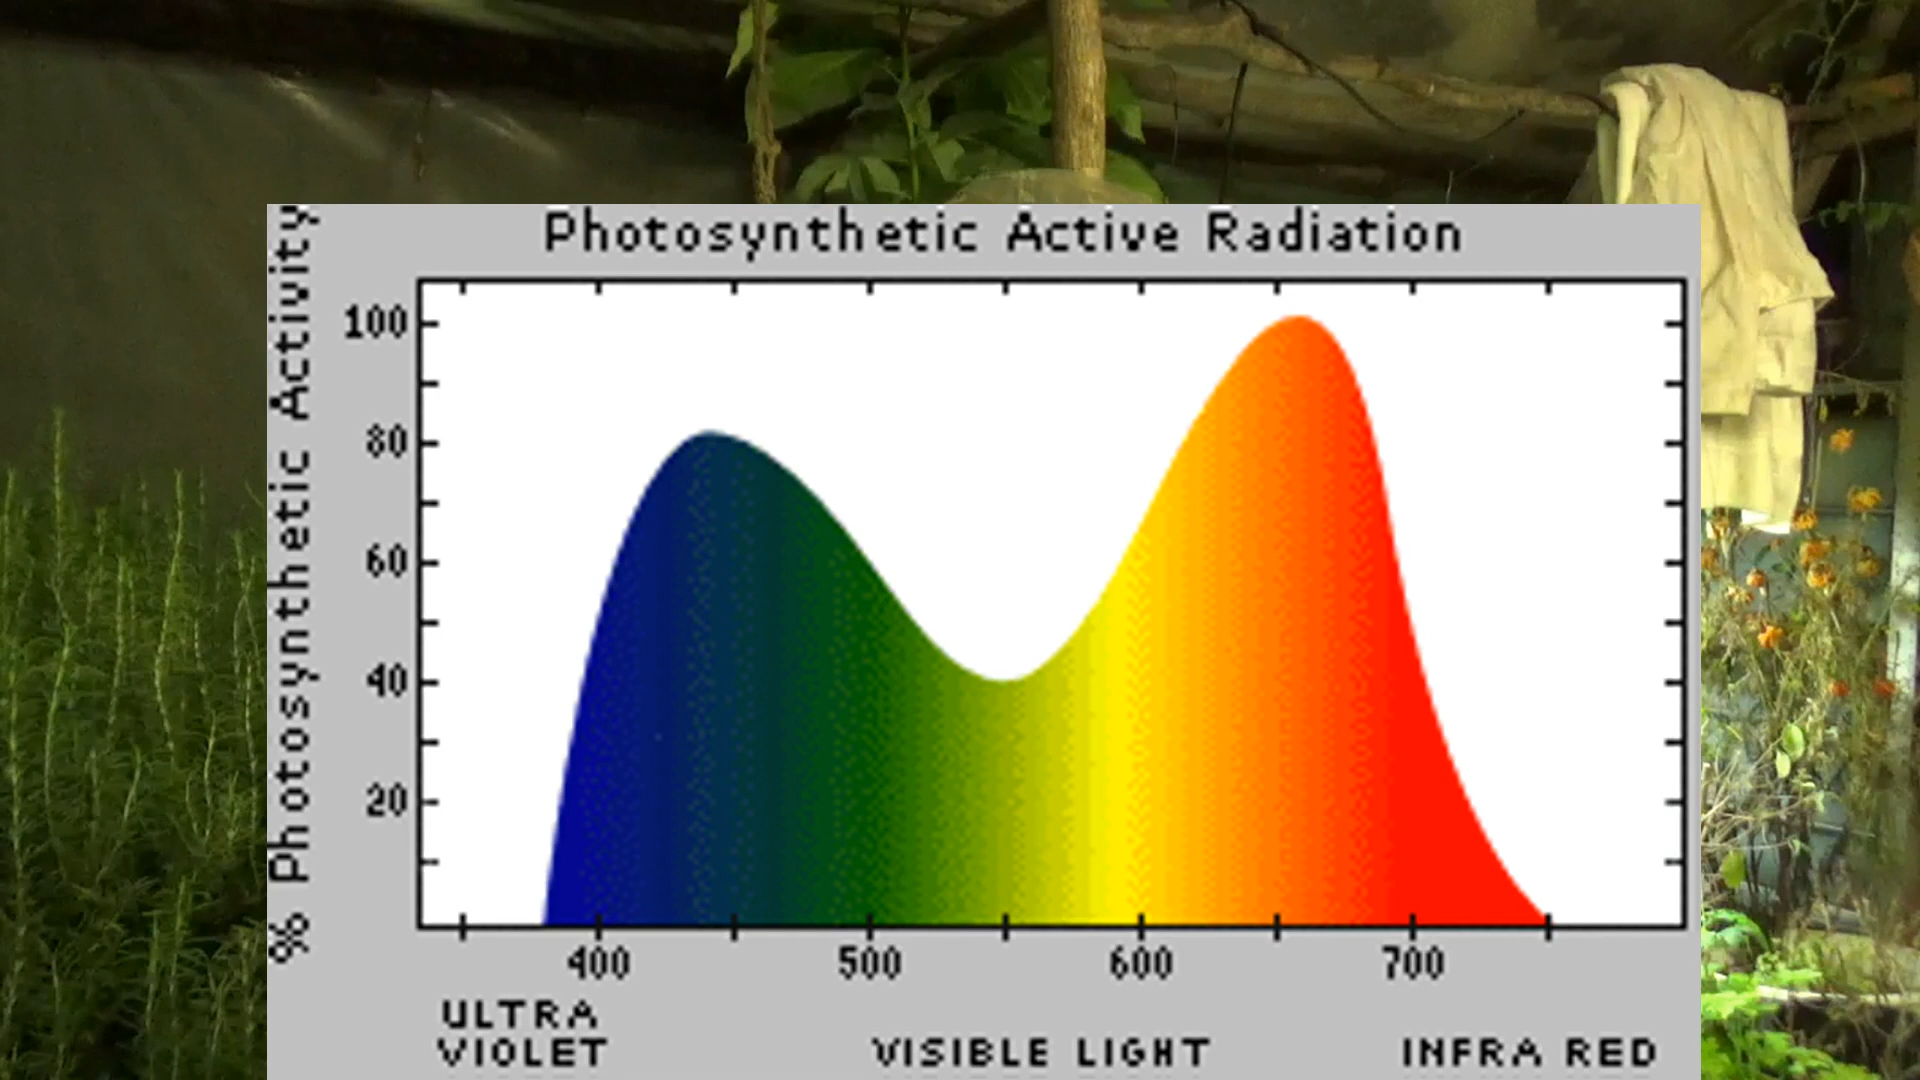 Photosynthetic Active Radiation
% Photosynthetic Activity
100
80
60
40
20
400 500 600 700
ULTRA
VIOLET
VISIBLE LIGHT
INFRA RED